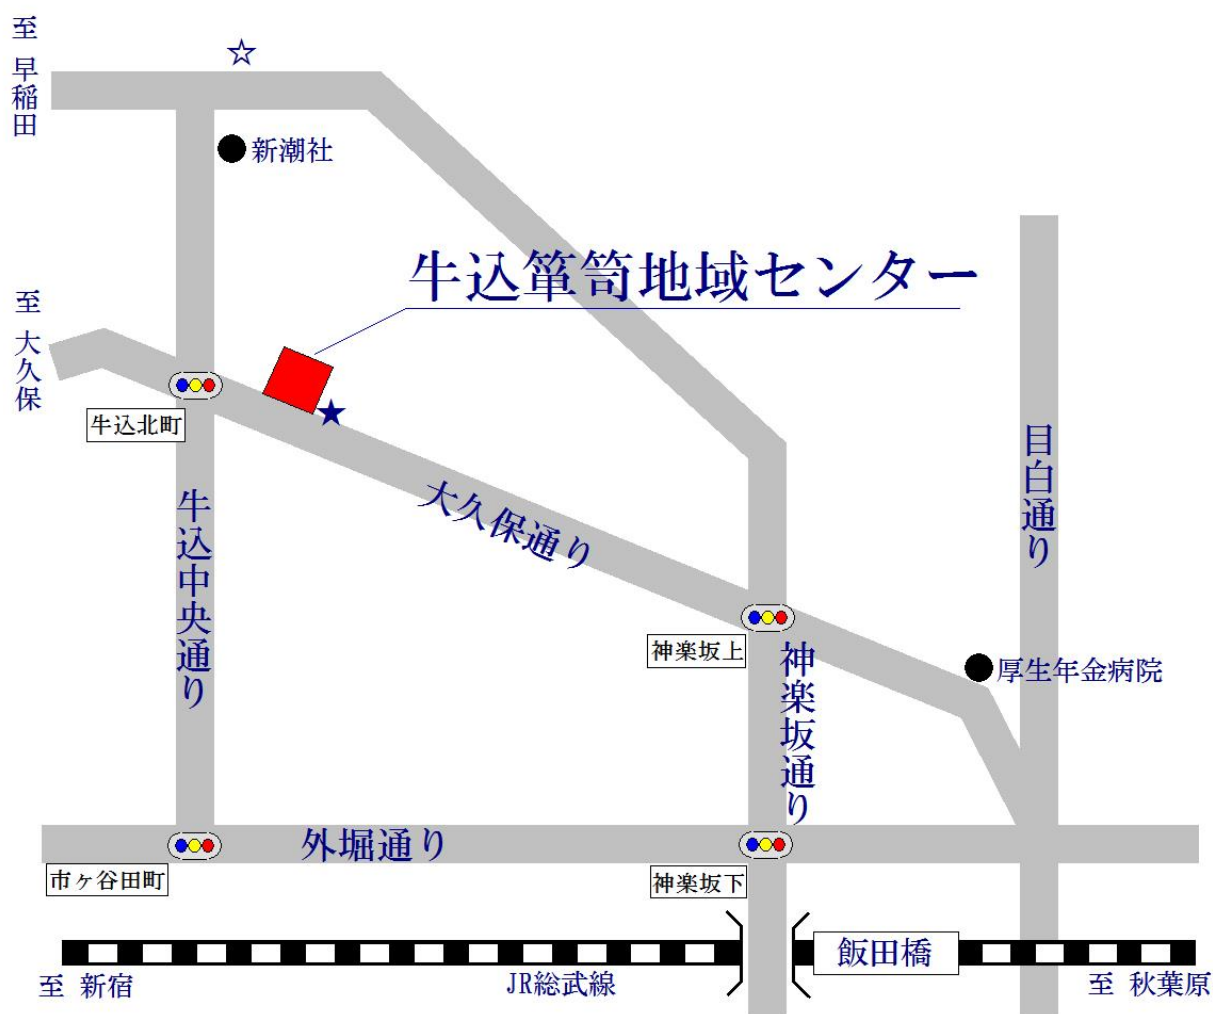 至 早稲田
☆
新潮社
牛込箪笥地域センター
至 大久保
★
牛込北町
目白通り
大久保通り
牛込中央通り
神楽坂上
神楽坂通り
厚生年金病院
外堀通り
市ヶ谷田町
神楽坂下
飯田橋
至 新宿
JR総武線
至 秋葉原